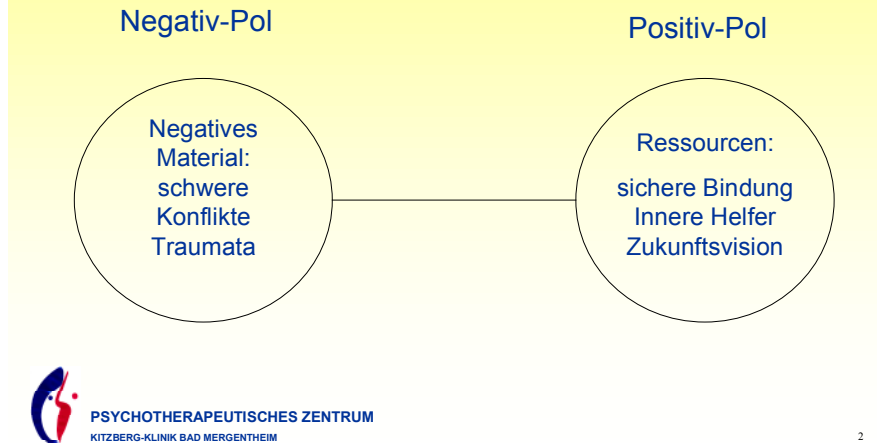 Negativ-Pol
Positiv-Pol
Negatives
Material:
schwere
Konflikte
Traumata
Ressourcen:
sichere Bindung
Innere Helfer
Zukunftsvision
PSYCHOTHERAPEUTISCHES ZENTRUM
KITZBERG-KLINIK BAD MERGENTHEIM
2